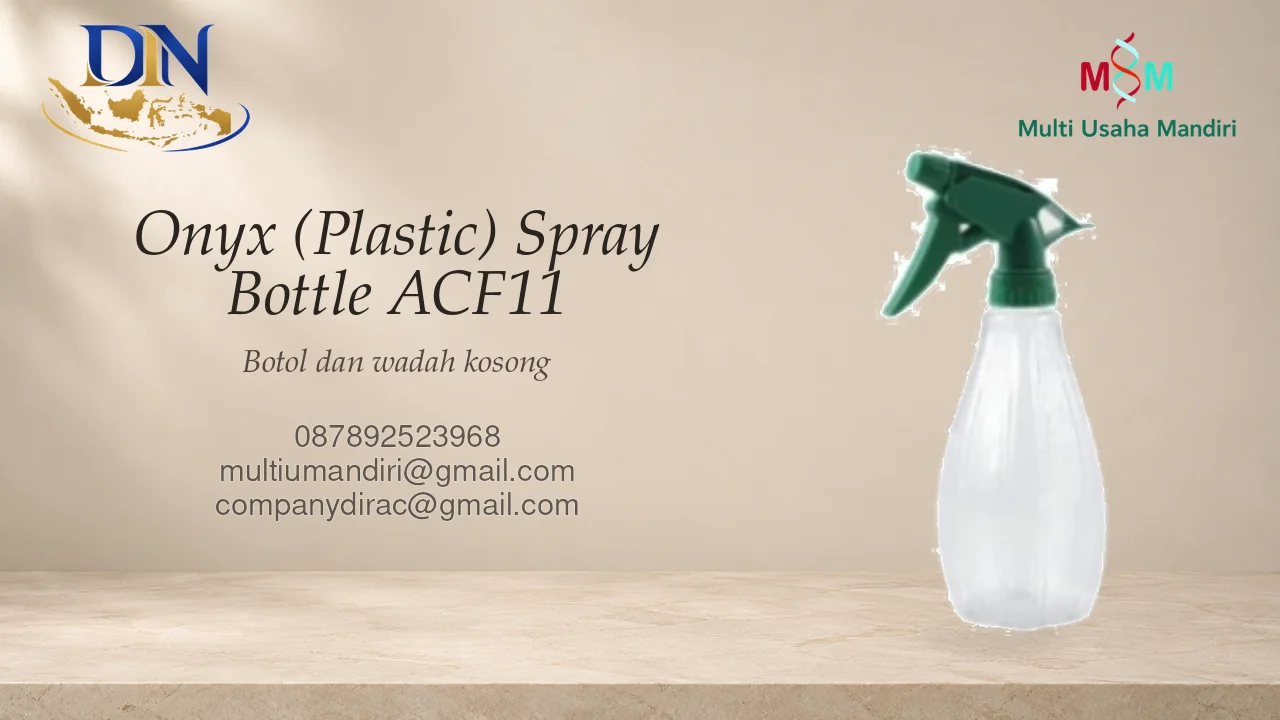 DN
M M
Multi Usaha Mandiri
Onyx (Plastic) Spray
Bottle ACF11
Botol dan wadah kosong
087892523968
multiumandiri@gmail.com
companydirac@gmail.com